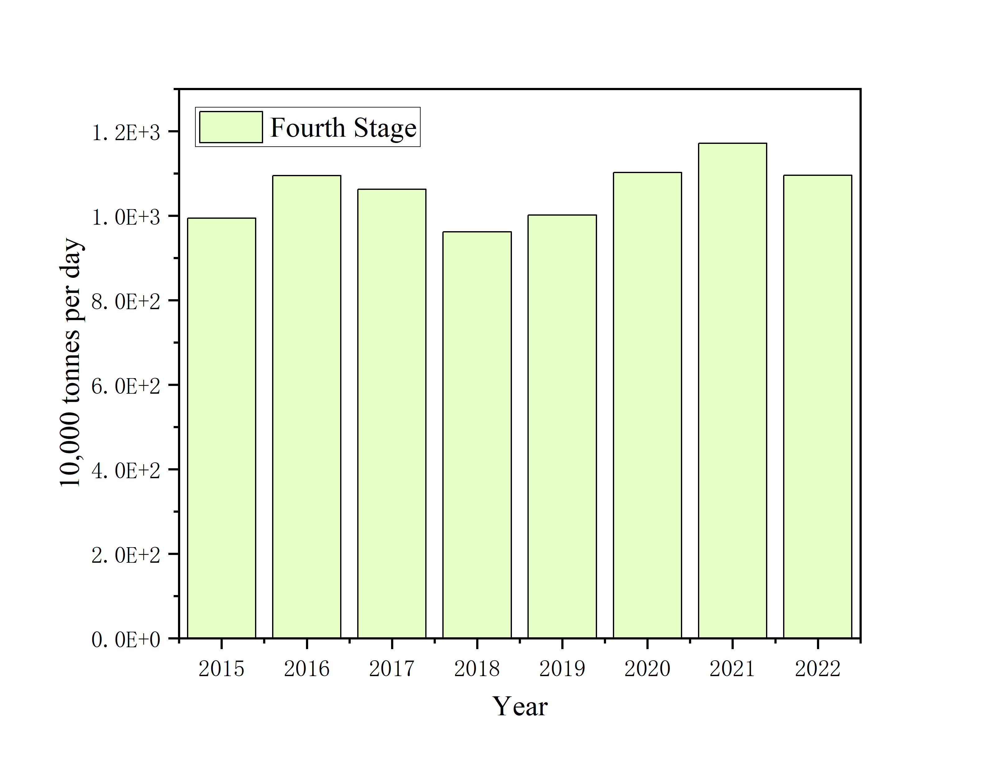 Fourth Stage
10,000 tonnes per day
1.2E+3
1.0E+3
8.0E+2
6.0E+2
4.0E+2
2.0E+2
0.0E+0
2015 2016 2017 2018 2019 2020 2021 2022
Year